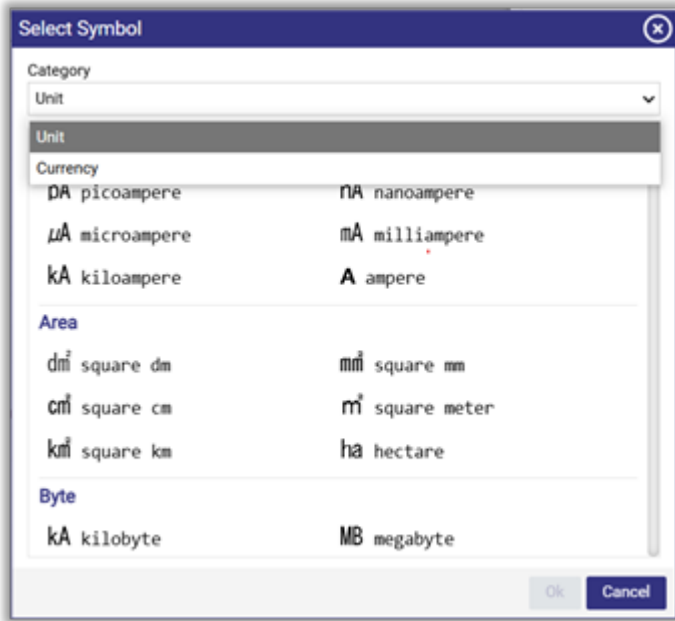 Select Symbol
Category
Unit
Unit
Currency
pA picoampere nA nanoampere
μA microampere mA milliampere
kA kiloampere A ampere
Area
dm² square dm mm² square mm
cm² square cm m² square meter
km² square km ha hectare
Byte
kA kilobyte MB megabyte
Ok Cancel